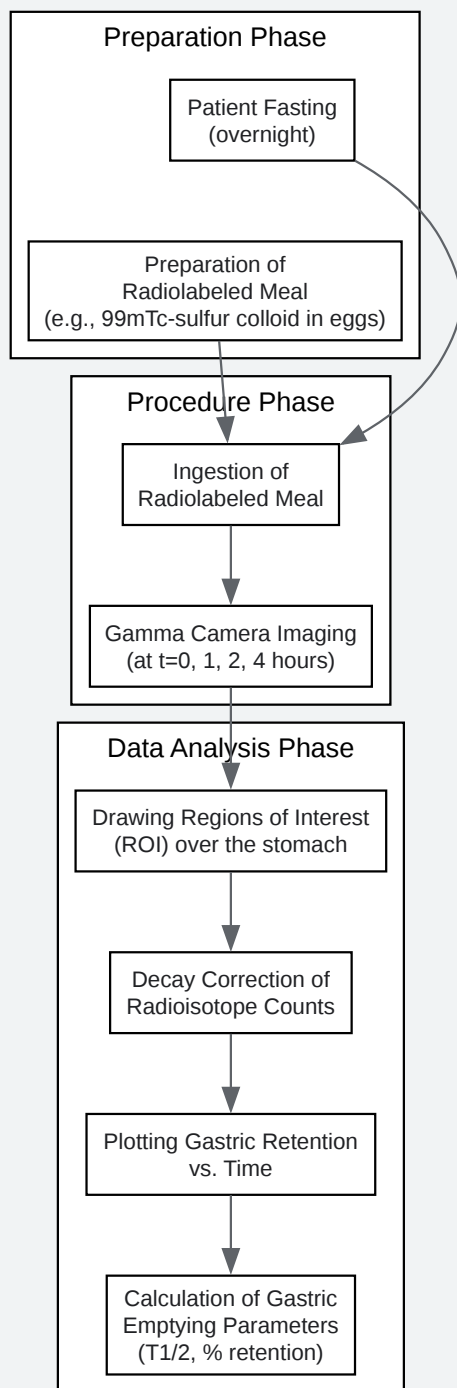 Preparation Phase
Patient Fasting
(overnight)
Preparation of
Radiolabeled Meal
(e.g., 99mTc-sulfur colloid in eggs)
Procedure Phase
Ingestion of
Radiolabeled Meal
Gamma Camera Imaging
(at t=0, 1, 2, 4 hours)
Data Analysis Phase
Drawing Regions of Interest
(ROI) over the stomach
Decay Correction of
Radioisotope Counts
Plotting Gastric Retention
vs. Time
Calculation of Gastric
Emptying Parameters
(T1/2, % retention)